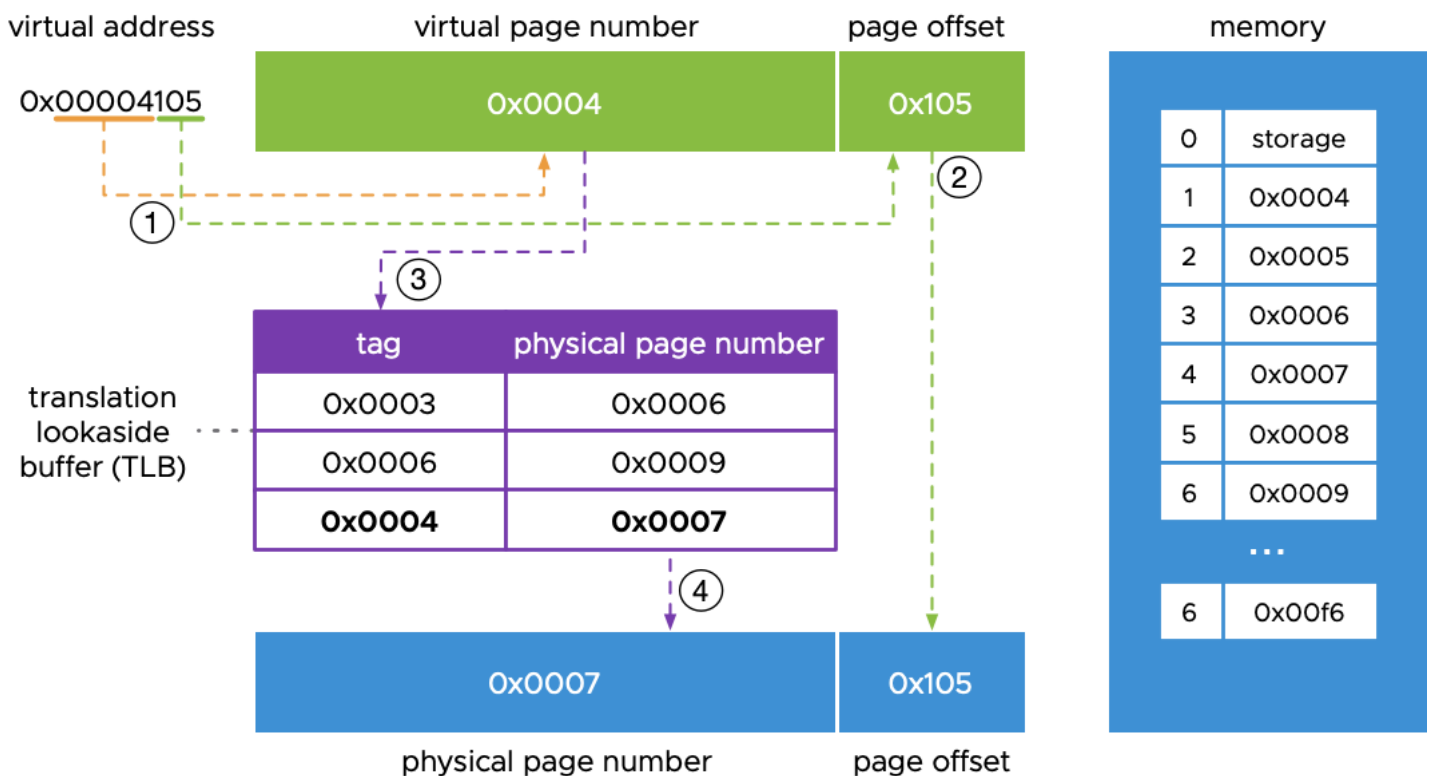 virtual address
virtual page number
page offset
memory
0x00004105
0x0004
0x105
1
2
3
tag
physical page number
0x0003
0x0006
0x0006
0x0009
0x0004
0x0007
translation
lookaside
buffer (TLB)
4
0x0007
0x105
physical page number
page offset
0 storage
1 0x0004
2 0x0005
3 0x0006
4 0x0007
5 0x0008
6 0x0009
...
6 0x00f6